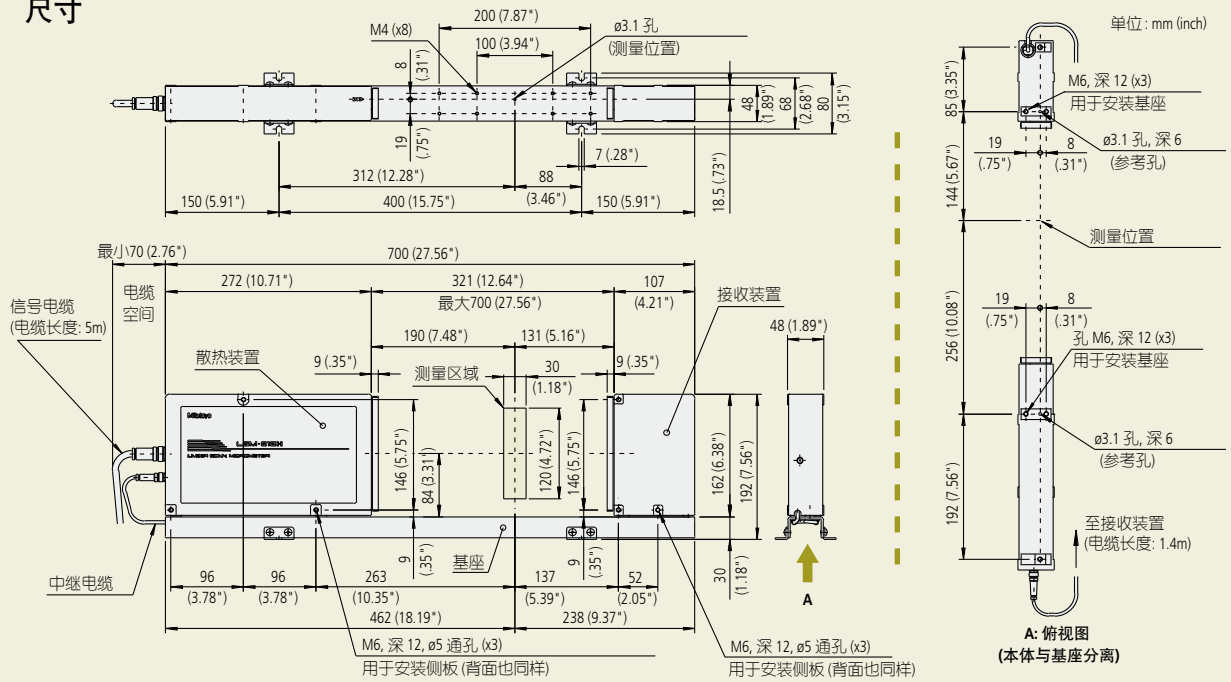 尺寸
单位: mm (inch)
200 (7.87")
M4 (x8)
ø3.1 孔
(测量位置)
100 (3.94")
8
(.31")
19
(.75")
48
(1.89")
68
(2.68")
80
(3.15")
7 (.28")
18.5 (.73")
312 (12.28")
88
(3.46")
150 (5.91")
400 (15.75")
150 (5.91")
最小70 (2.76")
700 (27.56")
272 (10.71")
321 (12.64")
107
(4.21")
最大700 (27.56")
电缆
空间
信号电缆
(电缆长度: 5m)
接收装置
190 (7.48")
131 (5.16")
48 (1.89")
散热装置
9 (.35")
测量区域
30
(1.18")
9 (.35")
Mitutoyo
LSM-516H
LASER SCAN MICROMETER
146 (5.75")
84 (3.31")
120 (4.72")
146 (5.75")
162 (6.38")
192 (7.56")
9
(.35")
基座
9
(.35")
30
(1.18")
中继电缆
96
(3.78")
96
(3.78")
263
(10.35")
137
(5.39")
52
(2.05")
A
462 (18.19")
238 (9.37")
M6, 深 12, ø5 通孔 (x3)
用于安装侧板 (背面也同样)
M6, 深 12, ø5 通孔 (x3)
用于安装侧板 (背面也同样)
85 (3.35")
M6, 深 12 (x3)
用于安装基座
19
(.75")
8
(.31")
ø3.1 孔, 深 6
(参考孔)
144 (5.67")
测量位置
256 (10.08")
19
(.75")
8
(.31")
孔 M6, 深 12 (x3)
用于安装基座
ø3.1 孔, 深 6
(参考孔)
192 (7.56")
至接收装置
(电缆长度: 1.4m)
A: 俯视图
(本体与基座分离)